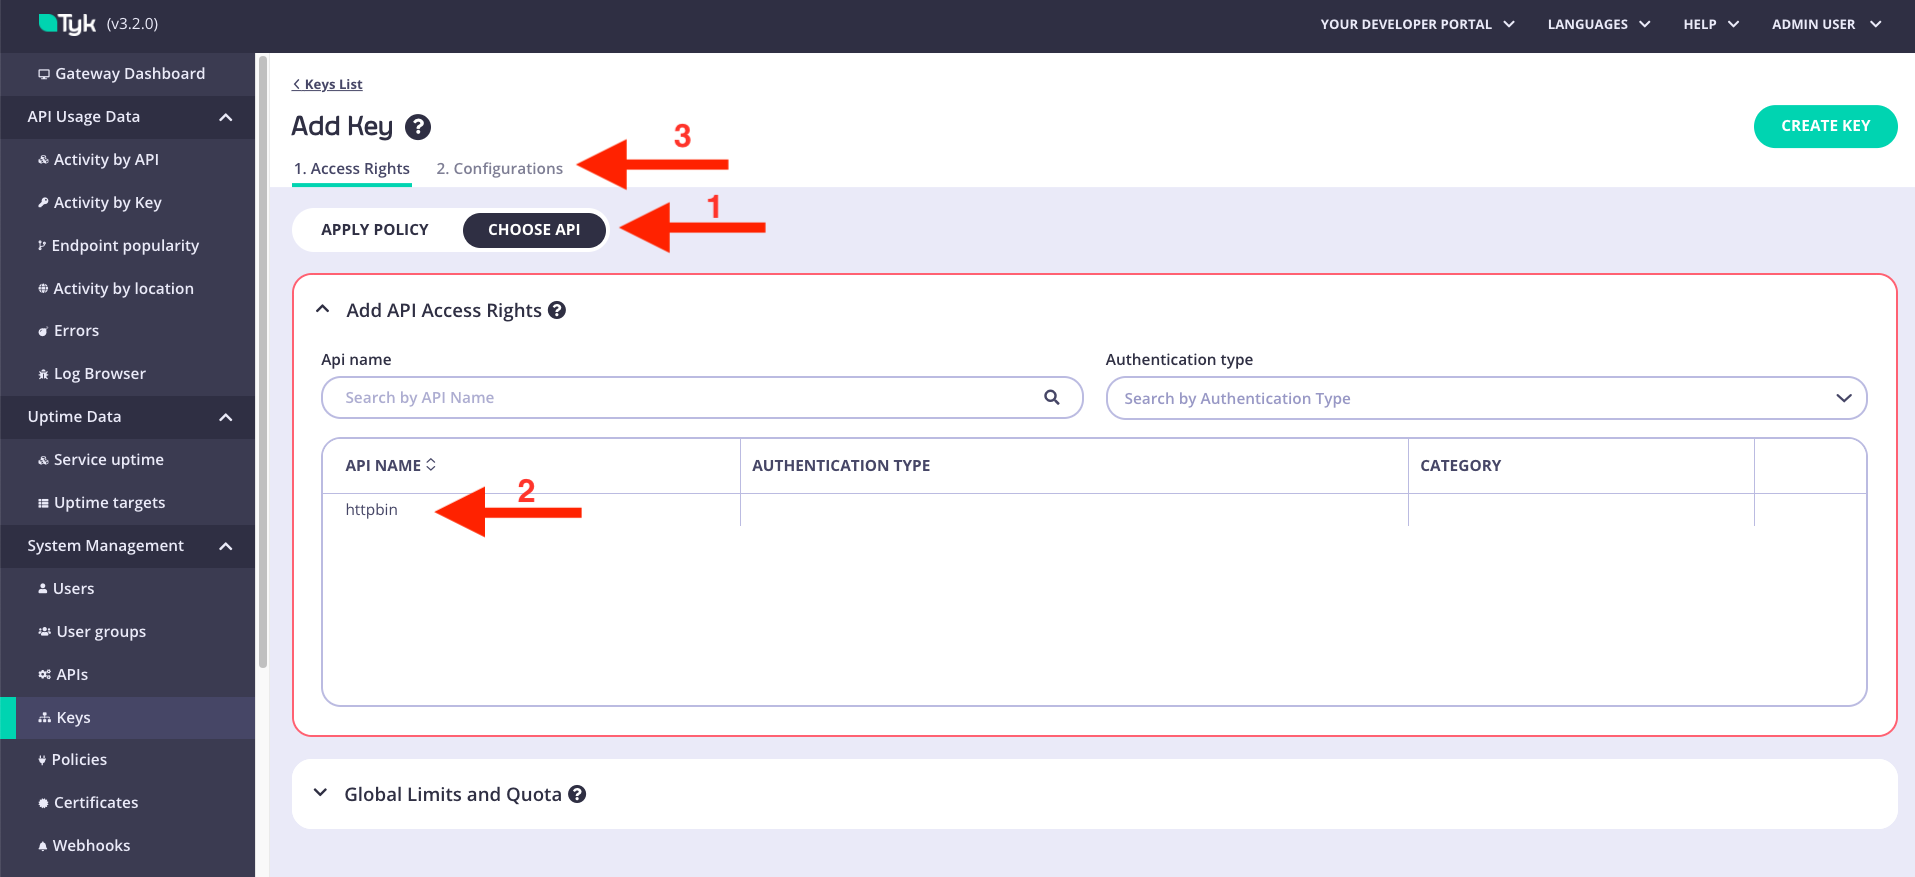 Tyk (v3.2.0)
YOUR DEVELOPER PORTAL LANGUAGES HELP ADMIN USER
Gateway Dashboard
API Usage Data
Activity by API
Activity by Key
Endpoint popularity
Activity by location
Errors
Log Browser
Uptime Data
Service uptime
Uptime targets
System Management
Users
User groups
APIs
Keys
Policies
Certificates
Webhooks
< Keys List
Add Key ?
CREATE KEY
3
1. Access Rights 2. Configurations
1
APPLY POLICY CHOOSE API
Add API Access Rights ?
Api name Authentication type
Search by API Name Search by Authentication Type
API NAME AUTHENTICATION TYPE CATEGORY
2
httpbin
Global Limits and Quota ?